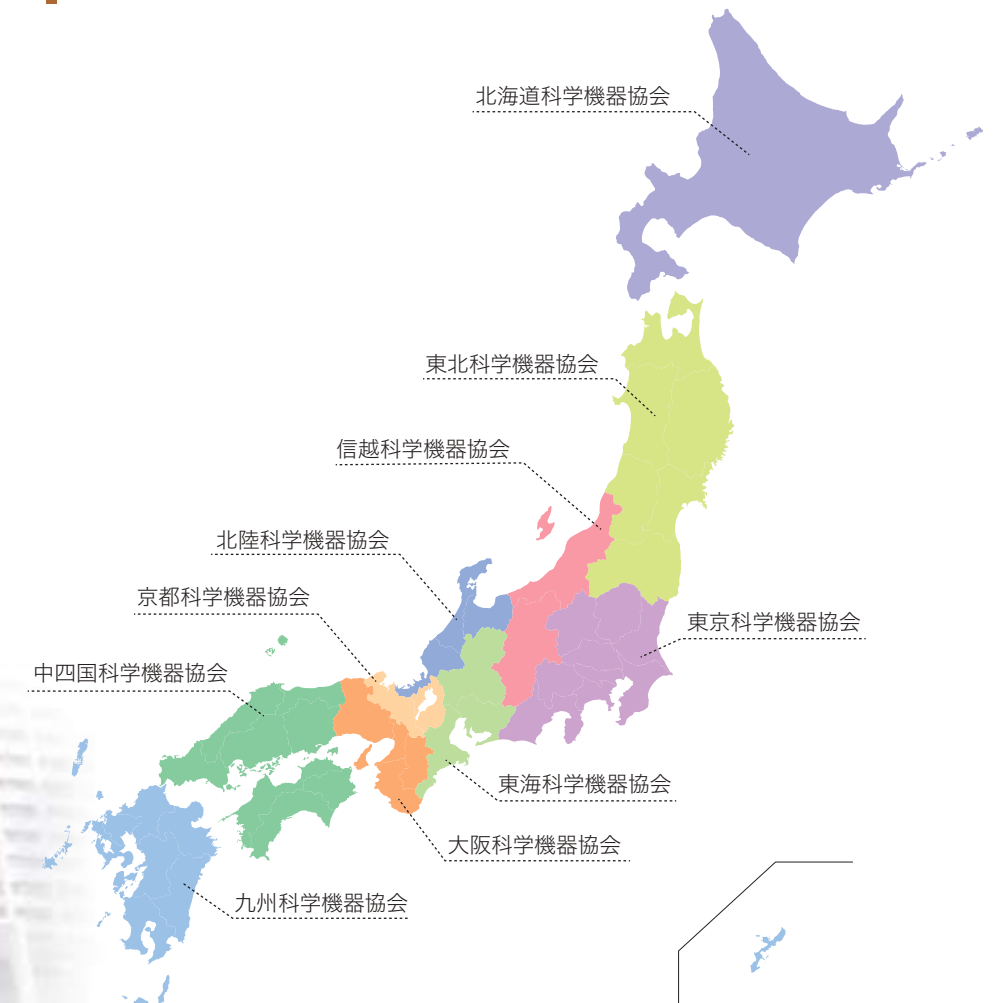 北海道科学機器協会
東北科学機器協会
信越科学機器協会
北陸科学機器協会
京都科学機器協会
東京科学機器協会
中四国科学機器協会
東海科学機器協会
大阪科学機器協会
九州科学機器協会